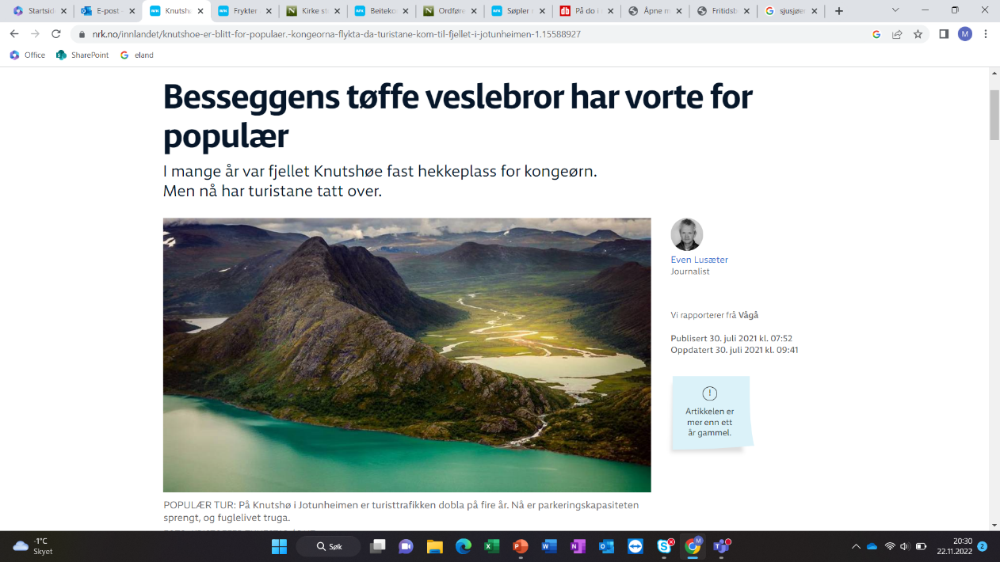 Startsid
E-post
Knutshø
Frykter
Kirke st
Beiteko
Ordføre
Søpler
På do i
Åpne m
Fritidsb
sjusjøe
nrk.no/innlandet/knutshoe-er-blitt-for-populaer.-kongeorna-flykta-da-turistane-kom-til-fjellet-i-jotunheimen-1.15588927
M
Office
SharePoint
eland
Besseggens tøffe veslebror har vorte for
populær
I mange år var fjellet Knutshøe fast hekkeplass for kongeørn.
Men nå har turistane tatt over.
Even Lusæter
Journalist
Vi rapporterer frå Vågå
Publisert 30. juli 2021 kl. 07:52
Oppdatert 30. juli 2021 kl. 09:41
Artikkelen er
mer enn ett
år gammel.
POPULÆR TUR: På Knutshø i Jotunheimen er turisttrafikken dobla på fire år. Nå er parkeringskapasiteten
sprengt, og fuglelivet truga.
-1°C
Skyet
Søk
20:30
22.11.2022
2